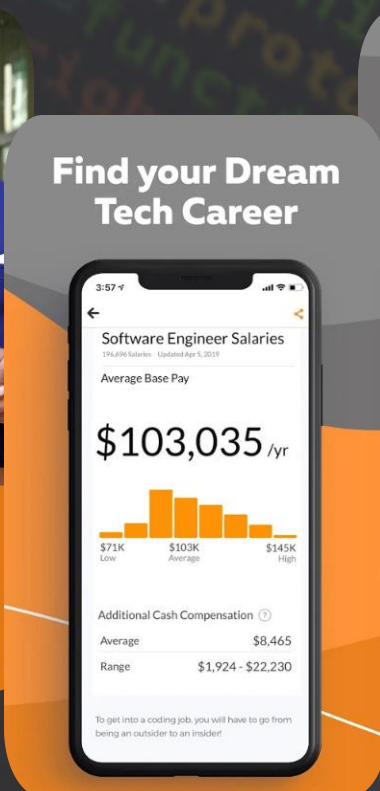 Find your Dream
Tech Career
3:57
Software Engineer Salaries
196,696 Salaries Updated Apr 5, 2019
Average Base Pay
$103,035 /yr
$71K $103K $145K
Low Average High
Additional Cash Compensation ?
Average $8,465
Range $1,924 - $22,230
To get into a coding job, you will have to go from
being an outsider to an insider!